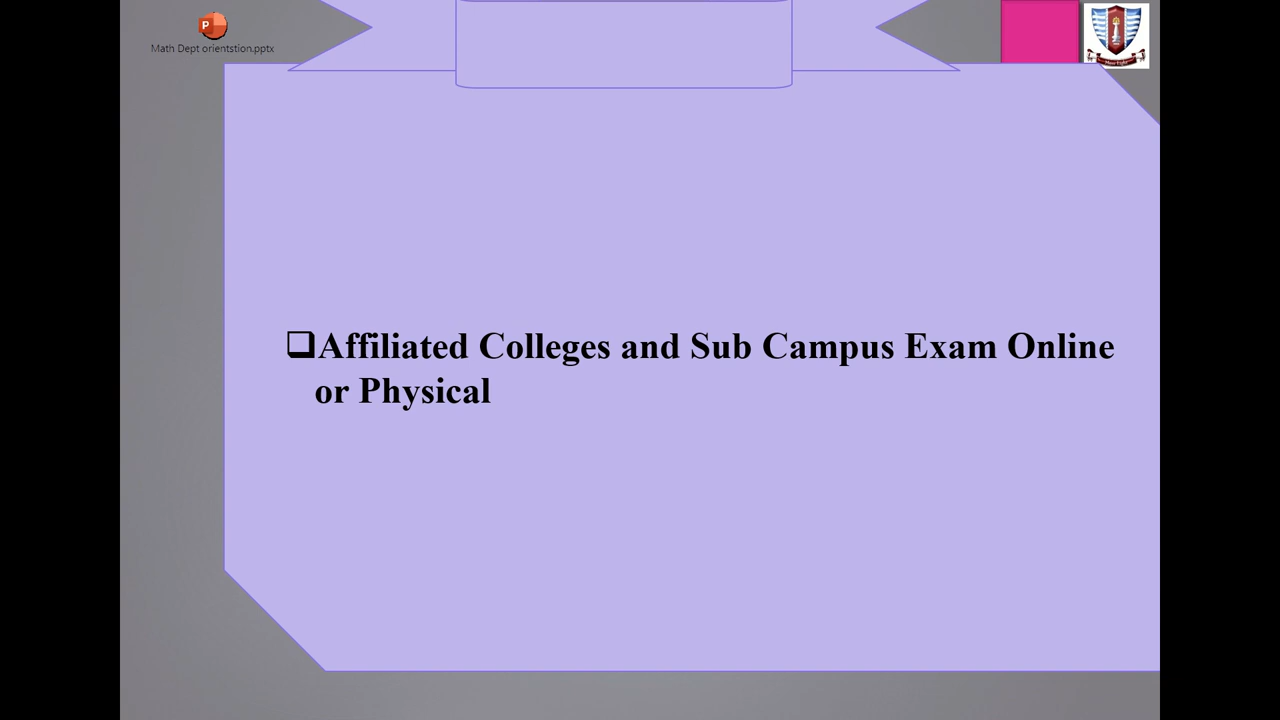 Math Dept orientstion.pptx
Affiliated Colleges and Sub Campus Exam Online
or Physical